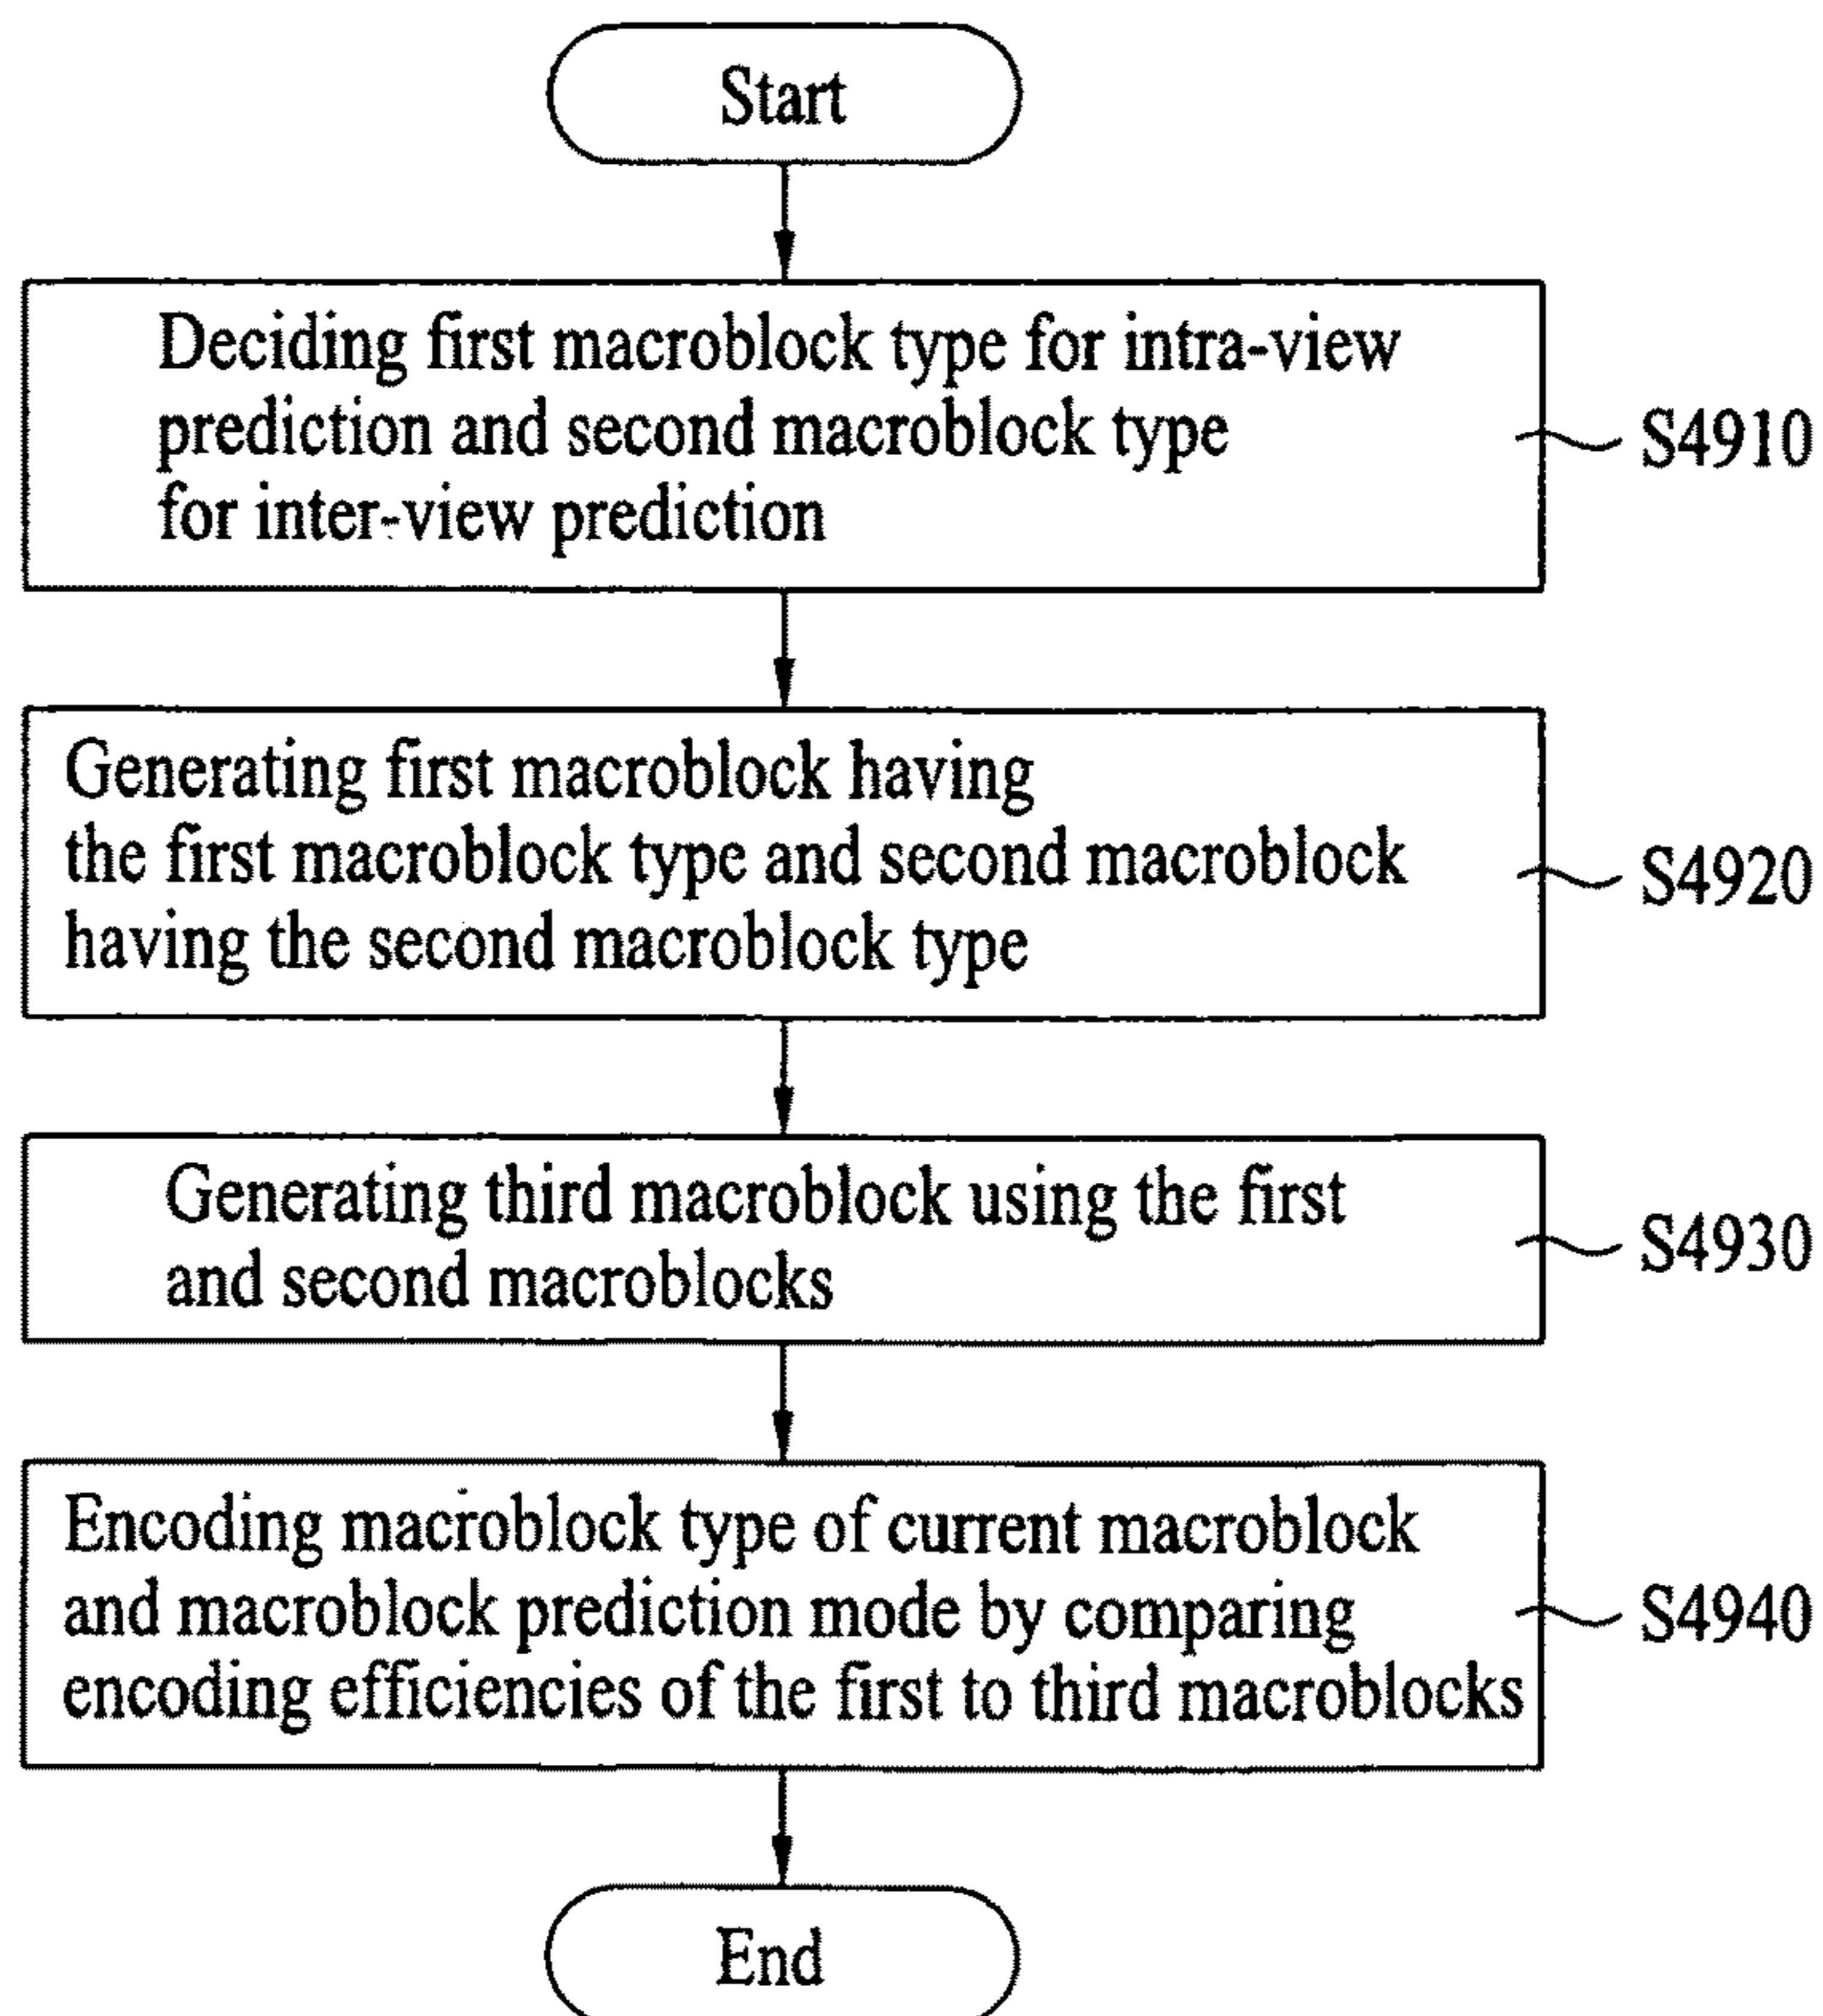 Start
Deciding first macroblock type for intra-view
prediction and second macroblock type
for inter-view prediction
S4910
Generating first macroblock having
the first macroblock type and second macroblock
having the second macroblock type
S4920
Generating third macroblock using the first
and second macroblocks
S4930
Encoding macroblock type of current macroblock
and macroblock prediction mode by comparing
encoding efficiencies of the first to third macroblocks
S4940
End